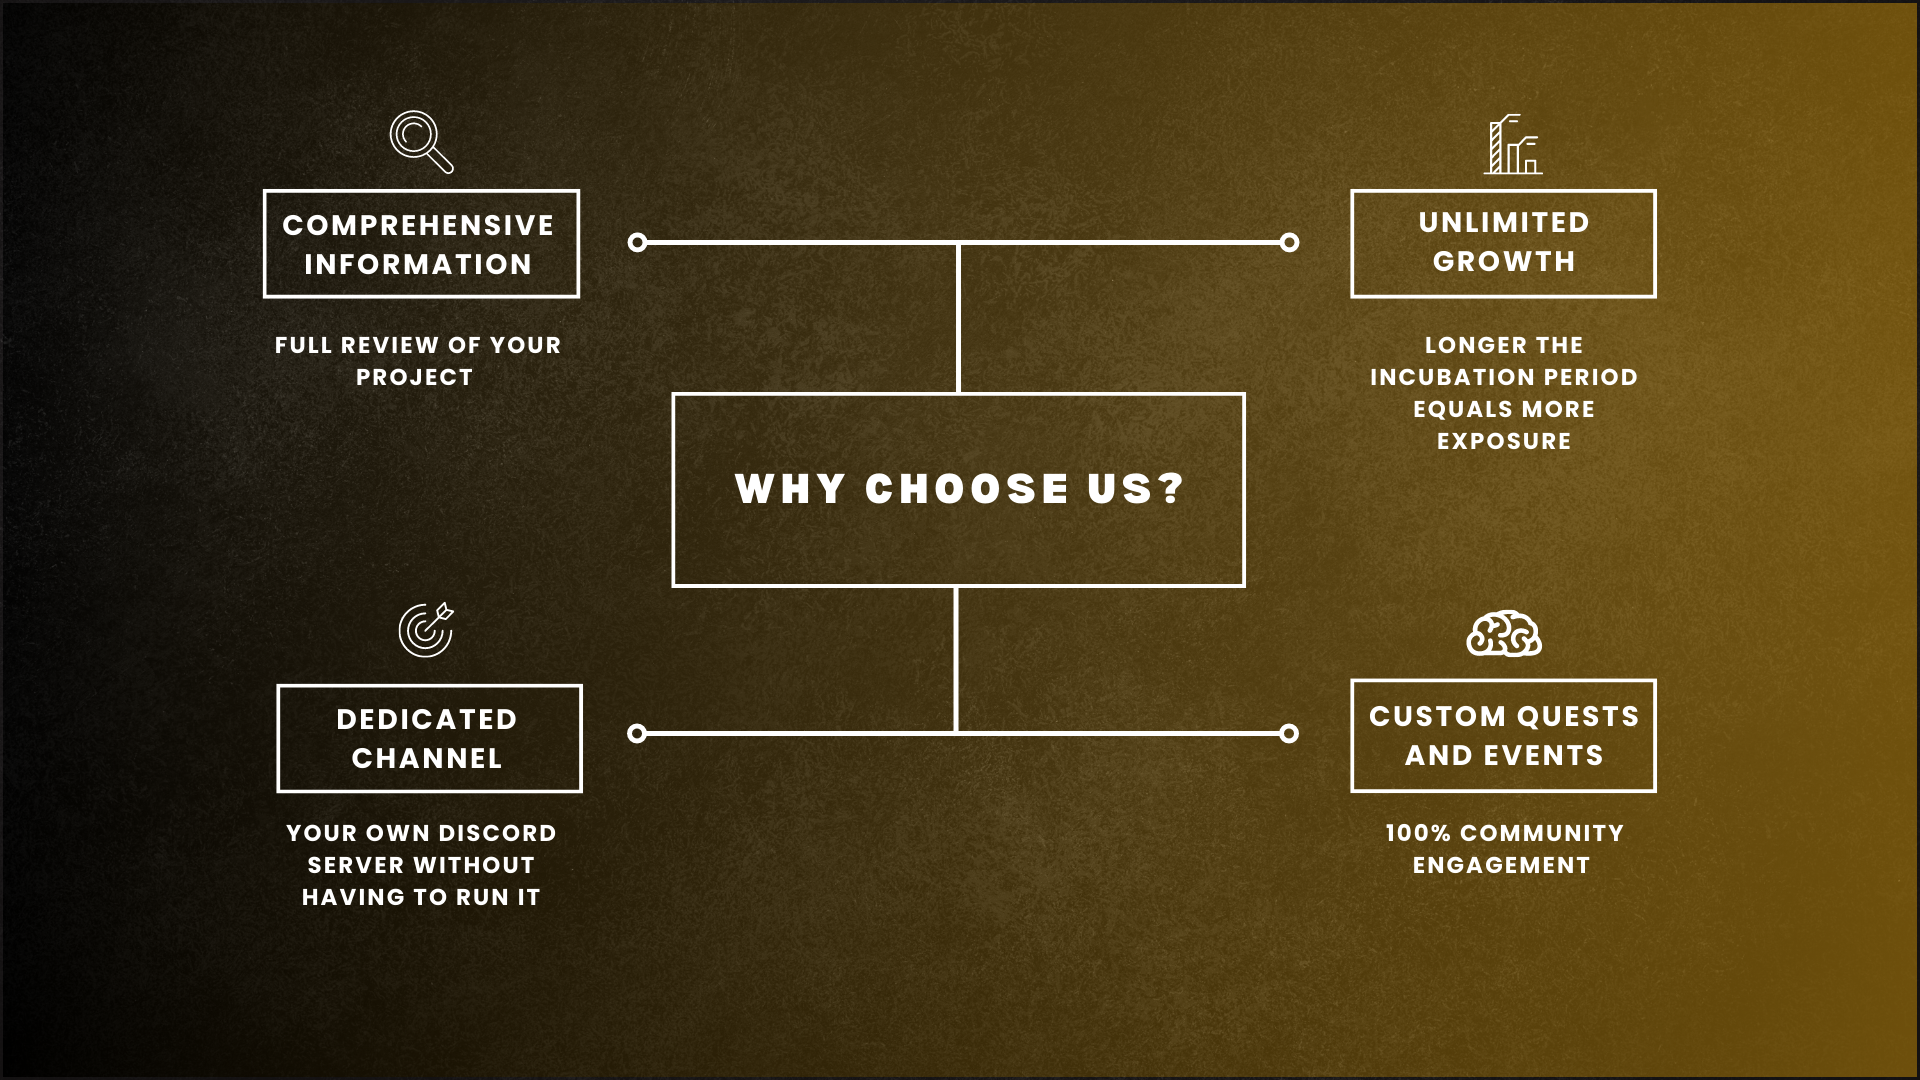 COMPREHENSIVE
INFORMATION
FULL REVIEW OF YOUR
PROJECT
UNLIMITED
GROWTH
LONGER THE
INCUBATION PERIOD
EQUALS MORE
EXPOSURE
WHY CHOOSE US?
DEDICATED
CHANNEL
YOUR OWN DISCORD
SERVER WITHOUT
HAVING TO RUN IT
CUSTOM QUESTS
AND EVENTS
100% COMMUNITY
ENGAGEMENT